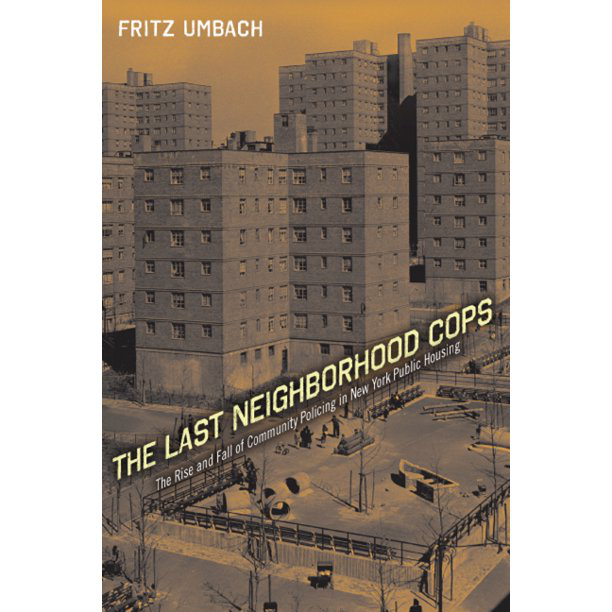 FRITZ UMBACH
THE LAST NEIGHBORHOOD COPS
The Rise and Fall of Community Policing in New York Public Housing